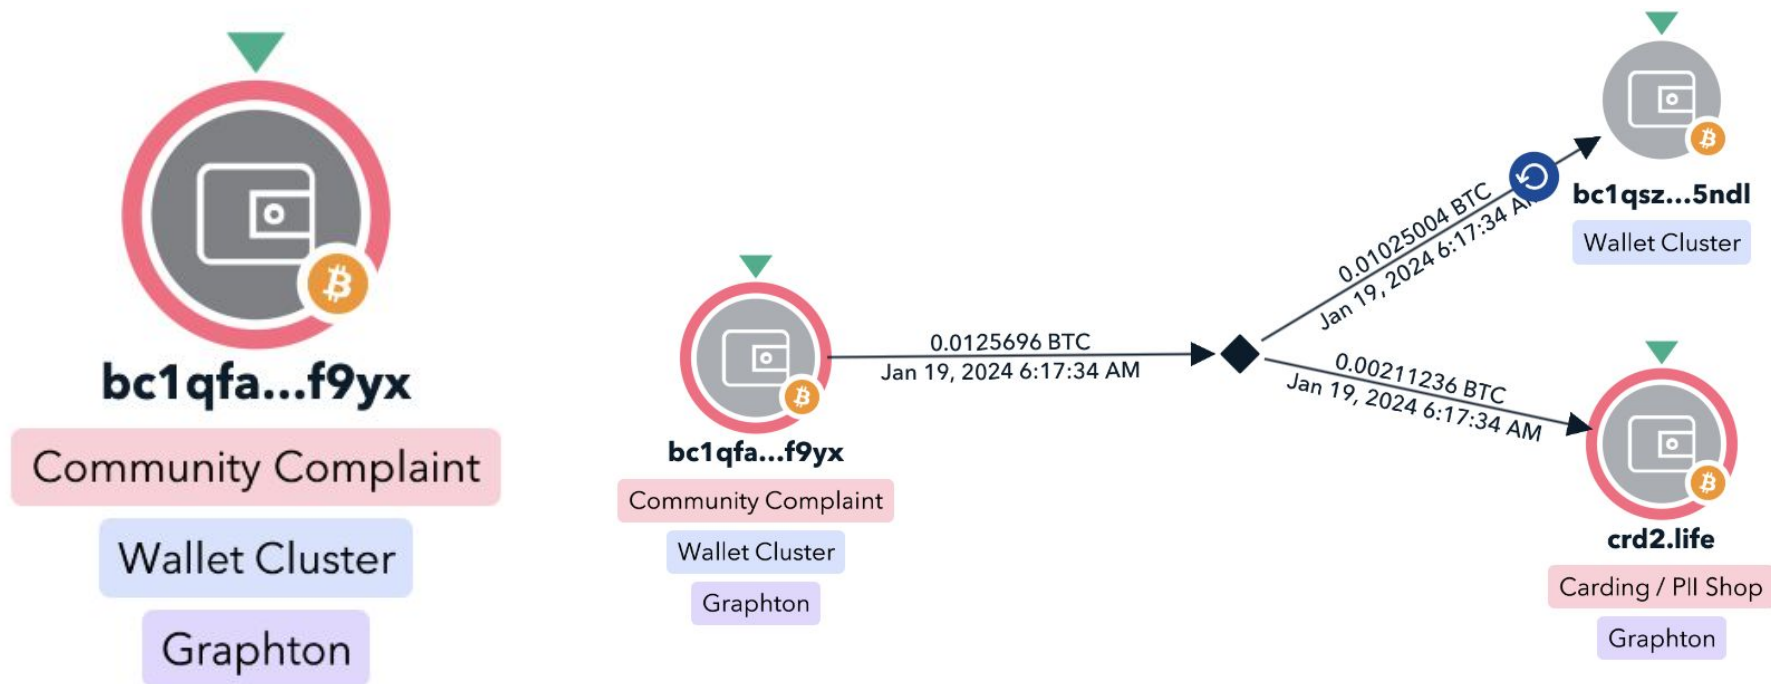 bc1qfa...f9yx
Community Complaint
Wallet Cluster
Graphton
bc1qfa...f9yx
Community Complaint
Wallet Cluster
Graphton
0.0125696 BTC
Jan 19, 2024 6:17:34 AM
0.01025004 BTC
Jan 19, 2024 6:17:34 AM
bc1qsz...5ndl
Wallet Cluster
0.00211236 BTC
Jan 19, 2024 6:17:34 AM
crd2.life
Carding / PII Shop
Graphton